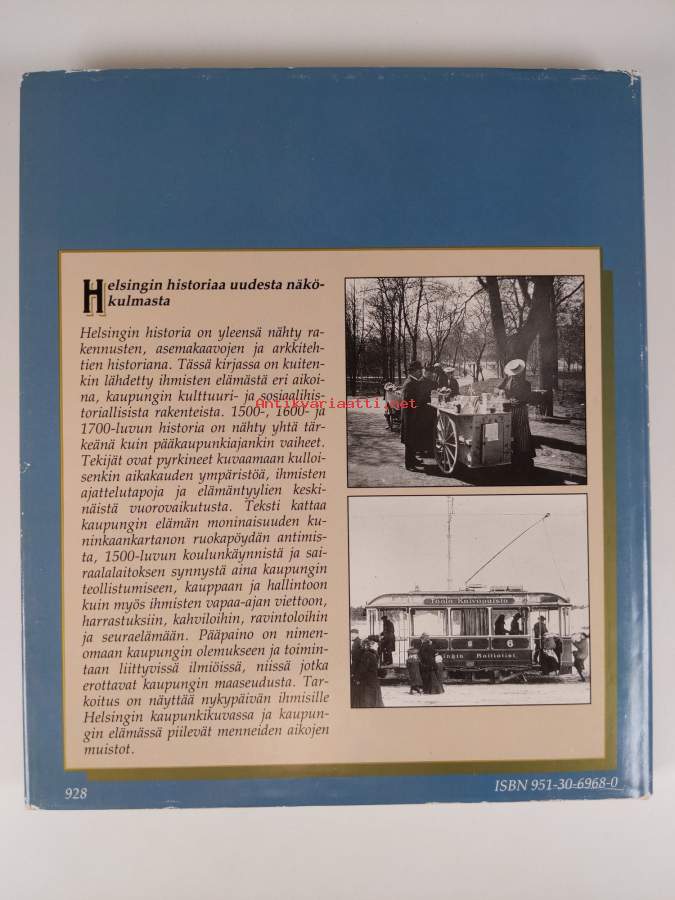 Helsingin historiaa uudesta näkö-
kulmasta
Helsingin historia on yleensä nähty ra-
kennusten, asemakaavojen ja arkkiteh-
tien historiana. Tässä kirjassa on kuiten-
kin lähdetty ihmisten elämästä eri aikoi-
na, kaupungin kulttuuri- ja sosiaalihis-
toriallisista rakenteista. 1500-, 1600- ja
1700-luvun historia on nähty yhtä tär-
keänä kuin pääkaupunkiajankin vaiheet.
Tekijät ovat pyrkineet kuvaamaan kulloi-
senkin aikakauden ympäristöä, ihmisten
ajattelutapoja ja elämäntyylien keski-
näistä vuorovaikutusta. Teksti kattaa
kaupungin elämän moninaisuuden ku-
ninkaankartanon ruokapöydän antimis-
ta, 1500-luvun koulunkäynnistä ja sai-
raalalaitoksen synnystä aina kaupungin
teollistumiseen, kauppaan ja hallintoon
kuin myös ihmisten vapaa-ajan viettoon,
harrastuksiin, kahviloihin, ravintoloihin
ja seuraelämään. Pääpaino on nimen-
omaan kaupungin olemukseen ja toimin-
taan liittyvissä ilmiöissä, niissä jotka
erottavat kaupungin maaseudusta. Tar-
koitus on näyttää nykypäivän ihmisille
Helsingin kaupunkikuvassa ja kaupun-
gin elämässä piilevät menneiden aikojen
muistot.
Antikvariaatti.net
Töölö Kaivopuisto
6
Raitiotiet
928
ISBN 951-30-6968-0